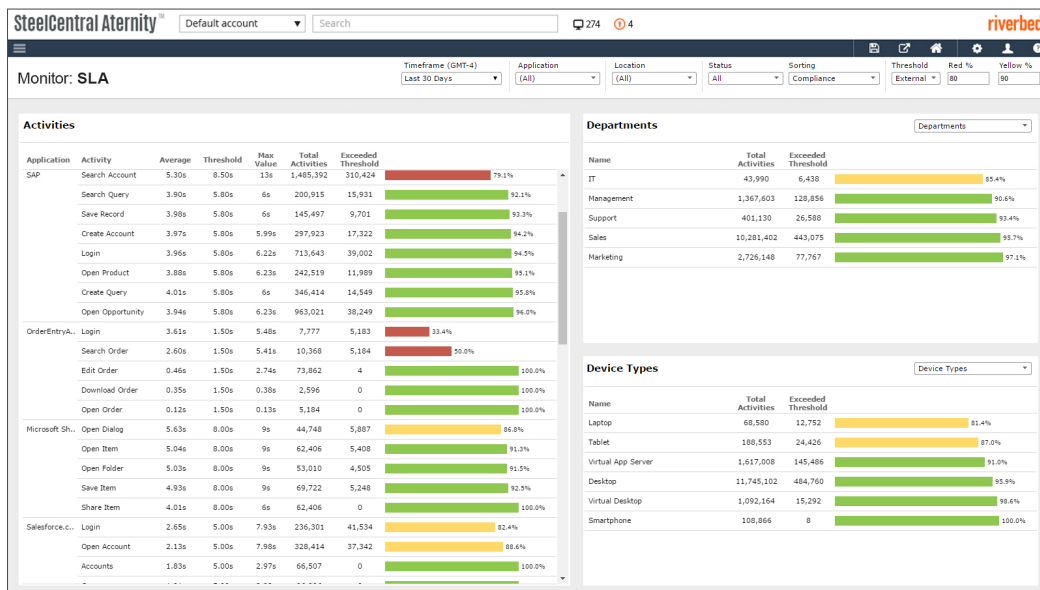 SteelCentral Aternity™ Default account Search 274 4 riverbed
Monitor: SLA
Timeframe (GMT-4) Application Location Status Sorting Threshold Red % Yellow %
Last 30 Days (All) (All) All Compliance External 80 90
Activities
Application Activity Average Threshold Max Value Total Activities Exceeded Threshold
SAP Search Account 5.30s 8.50s 13s 1,485,392 310,424 79.1%
Search Query 3.90s 5.80s 6s 200,915 15,931 92.1%
Save Record 3.98s 5.80s 6s 145,497 9,701 93.3%
Create Account 3.97s 5.80s 5.99s 297,923 17,322 94.2%
Login 3.96s 5.80s 6.22s 713,643 39,002 94.5%
Open Product 3.88s 5.80s 6.23s 242,519 11,989 95.1%
Create Query 4.01s 5.80s 6s 346,414 14,549 95.8%
Open Opportunity 3.94s 5.80s 6.23s 963,021 38,249 96.0%
OrderEntryA.. Login 3.61s 1.50s 5.48s 7,777 5,183 33.4%
Search Order 2.60s 1.50s 5.41s 10,368 5,184 50.0%
Edit Order 0.46s 1.50s 2.74s 73,862 4 100.0%
Download Order 0.35s 1.50s 0.38s 2,596 0 100.0%
Open Order 0.12s 1.50s 0.13s 5,184 0 100.0%
Microsoft Sh.. Open Dialog 5.63s 8.00s 9s 44,748 5,887 86.8%
Open Item 5.04s 8.00s 9s 62,406 5,408 91.3%
Open Folder 5.03s 8.00s 9s 53,010 4,505 91.5%
Save Item 4.93s 8.00s 9s 69,722 5,248 92.5%
Share Item 4.01s 8.00s 6s 62,406 0 100.0%
Salesforce.c.. Login 2.65s 5.00s 7.93s 236,301 41,534 82.4%
Open Account 2.13s 5.00s 7.98s 328,414 37,342 88.6%
Accounts 1.83s 5.00s 2.97s 66,507 0 100.0%
Departments Departments
Name Total Activities Exceeded Threshold
IT 43,990 6,438 85.4%
Management 1,367,603 128,856 90.6%
Support 401,130 26,588 93.4%
Sales 10,281,402 443,075 95.7%
Marketing 2,726,148 77,767 97.1%
Device Types Device Types
Name Total Activities Exceeded Threshold
Laptop 68,580 12,752 81.4%
Tablet 188,553 24,426 87.0%
Virtual App Server 1,617,008 145,486 91.0%
Desktop 11,745,102 484,760 95.9%
Virtual Desktop 1,092,164 15,292 98.6%
Smartphone 108,866 8 100.0%